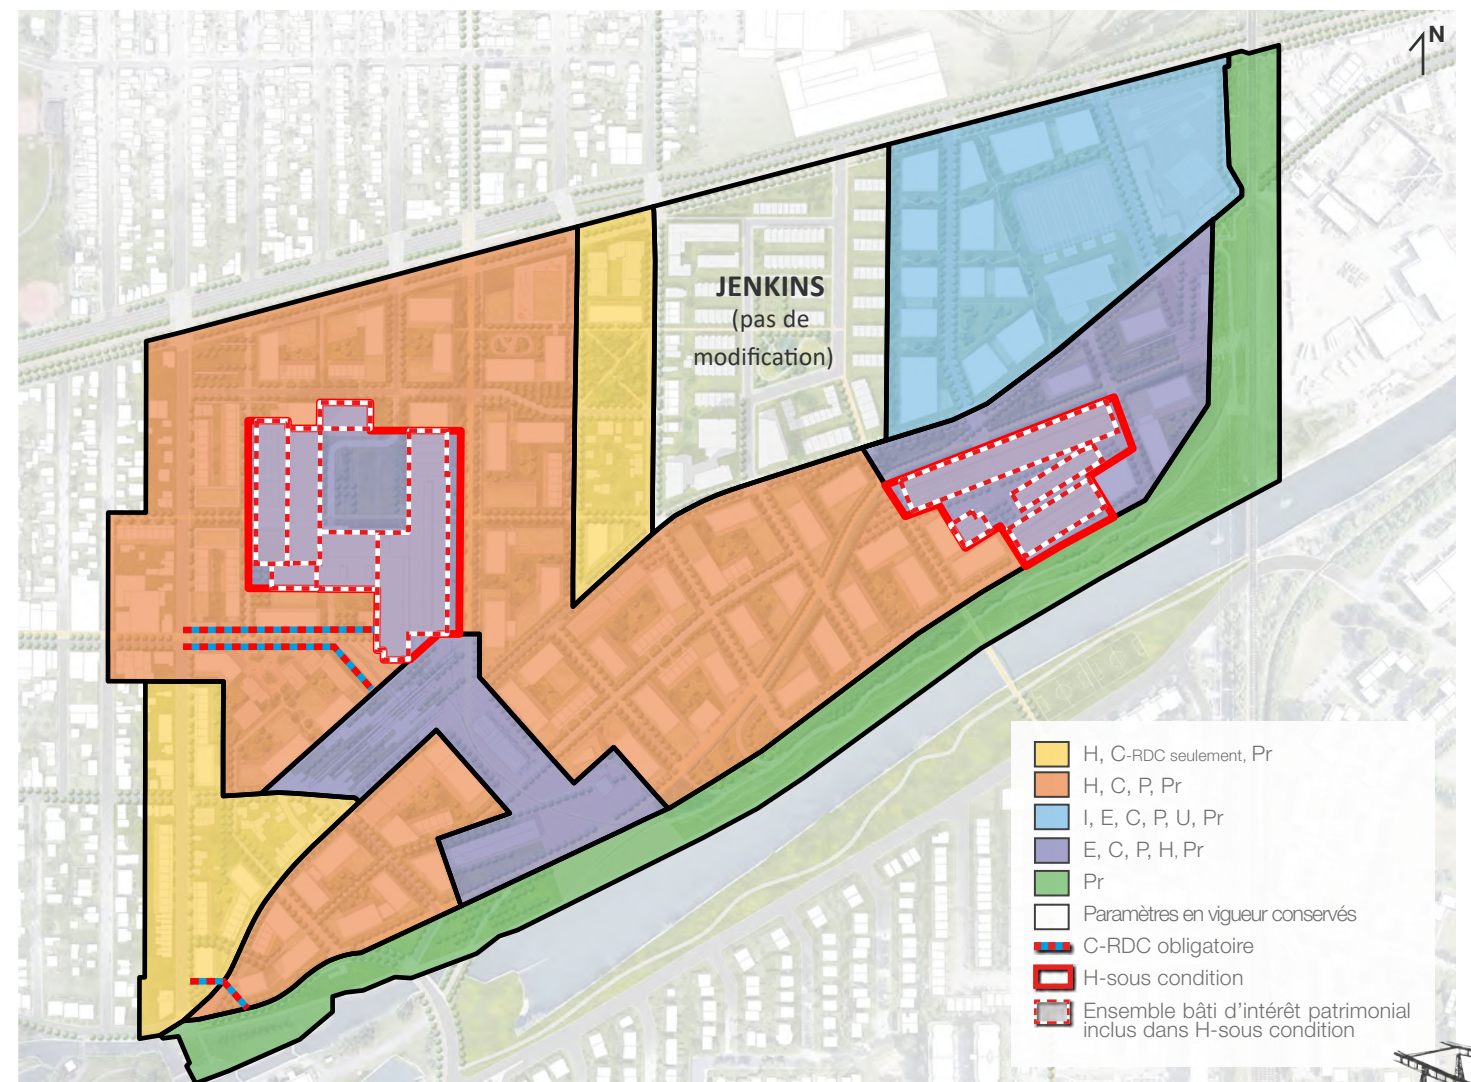 N
JENKINS
(pas de
modification)
H, C-RDC seulement, Pr
H, C, P, Pr
I, E, C, P, U, Pr
E, C, P, H, Pr
Pr
Paramètres en vigueur conservés
C-RDC obligatoire
H-sous condition
Ensemble bâti d'intérêt patrimonial
inclus dans H-sous condition